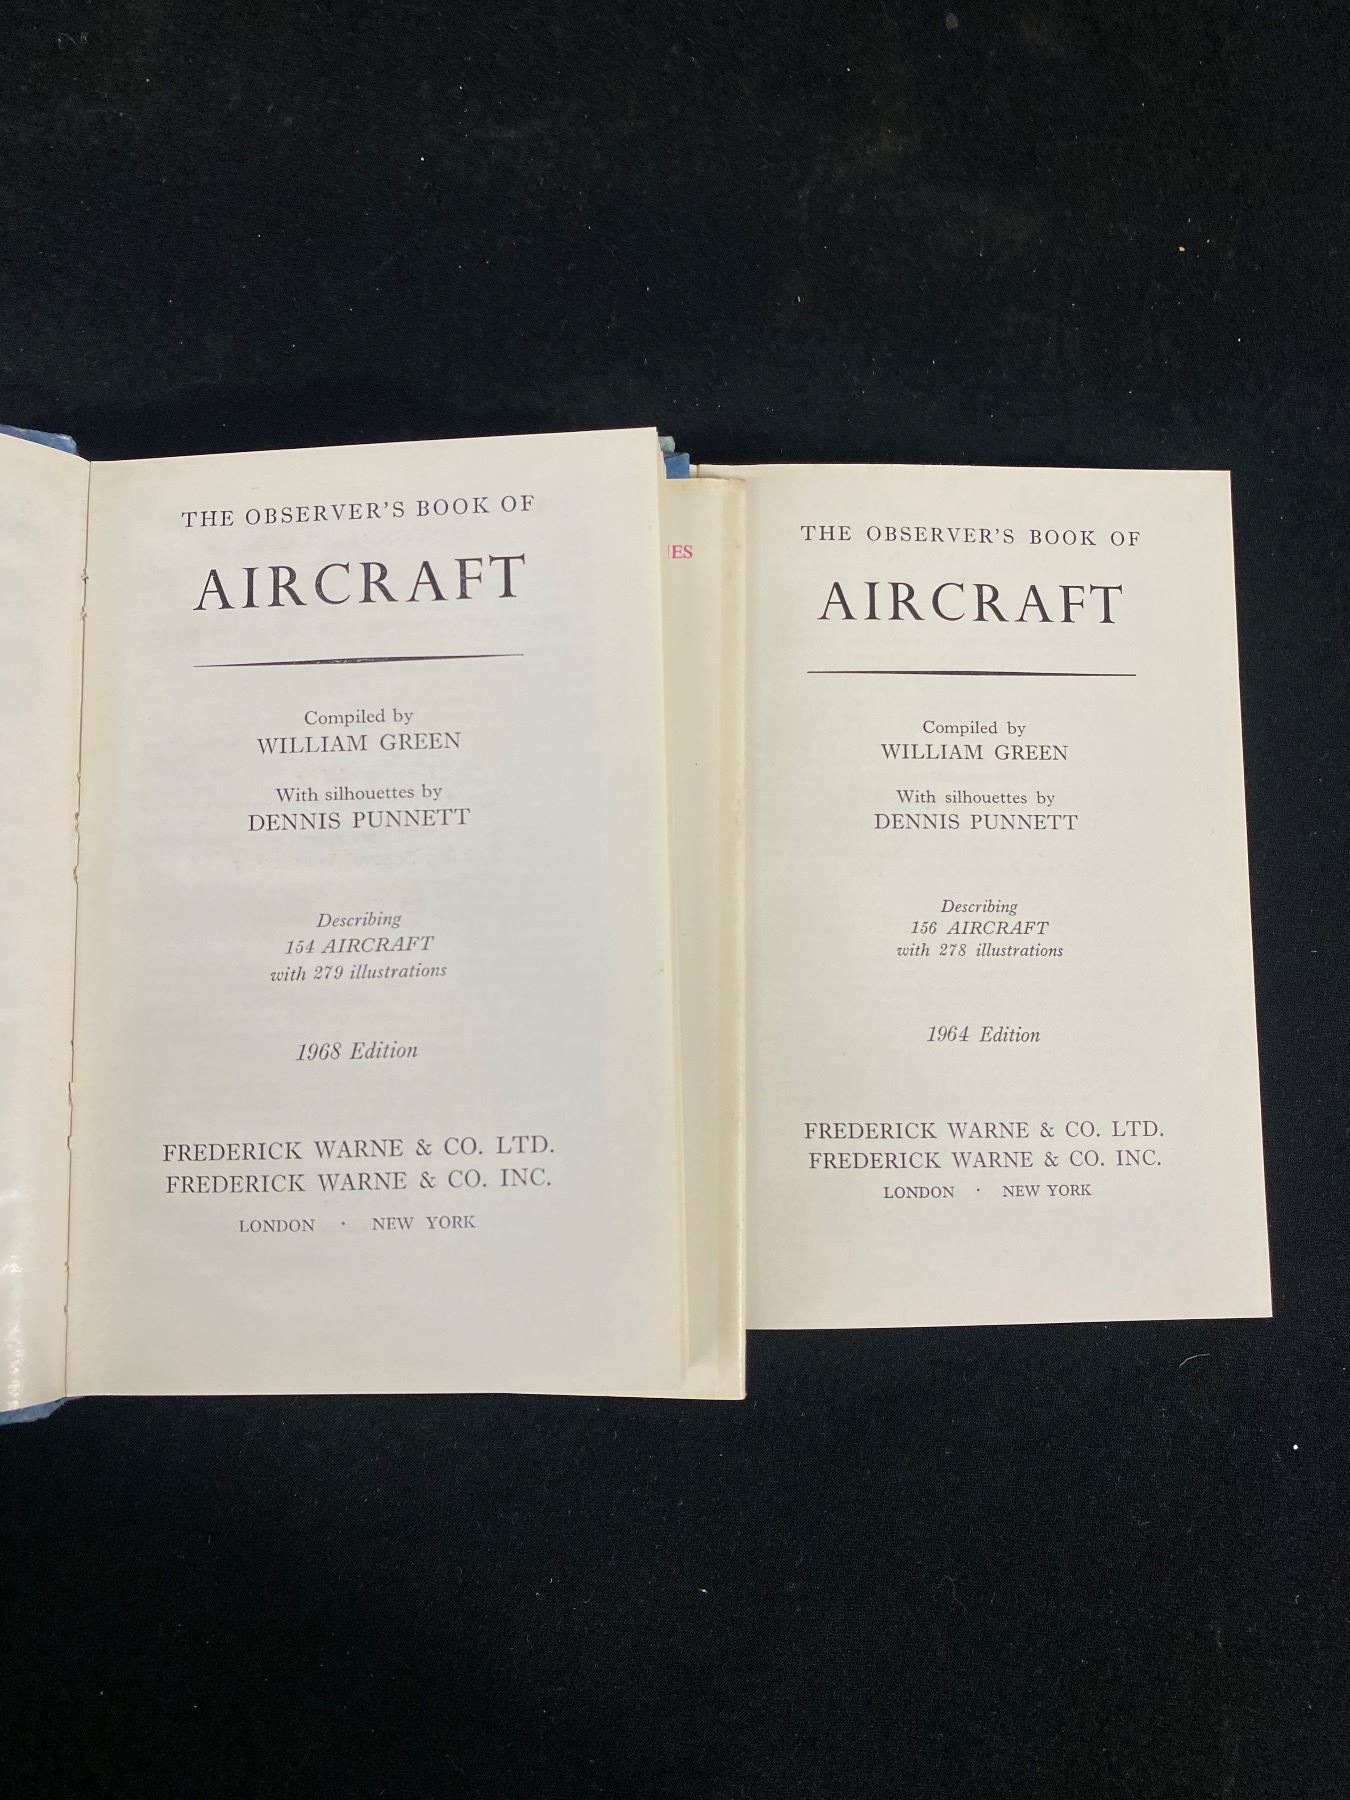 THE OBSERVER'S BOOK OF
AIRCRAFT
Compiled by
WILLIAM GREEN
With silhouettes by
DENNIS PUNNETT
Describing
154 AIRCRAFT
with 279 illustrations
1968 Edition
FREDERICK WARNE & CO. LTD.
FREDERICK WARNE & CO. INC.
LONDON · NEW YORK
THE OBSERVER'S BOOK OF
AIRCRAFT
Compiled by
WILLIAM GREEN
With silhouettes by
DENNIS PUNNETT
Describing
156 AIRCRAFT
with 278 illustrations
1964 Edition
FREDERICK WARNE & CO. LTD.
FREDERICK WARNE & CO. INC.
LONDON · NEW YORK